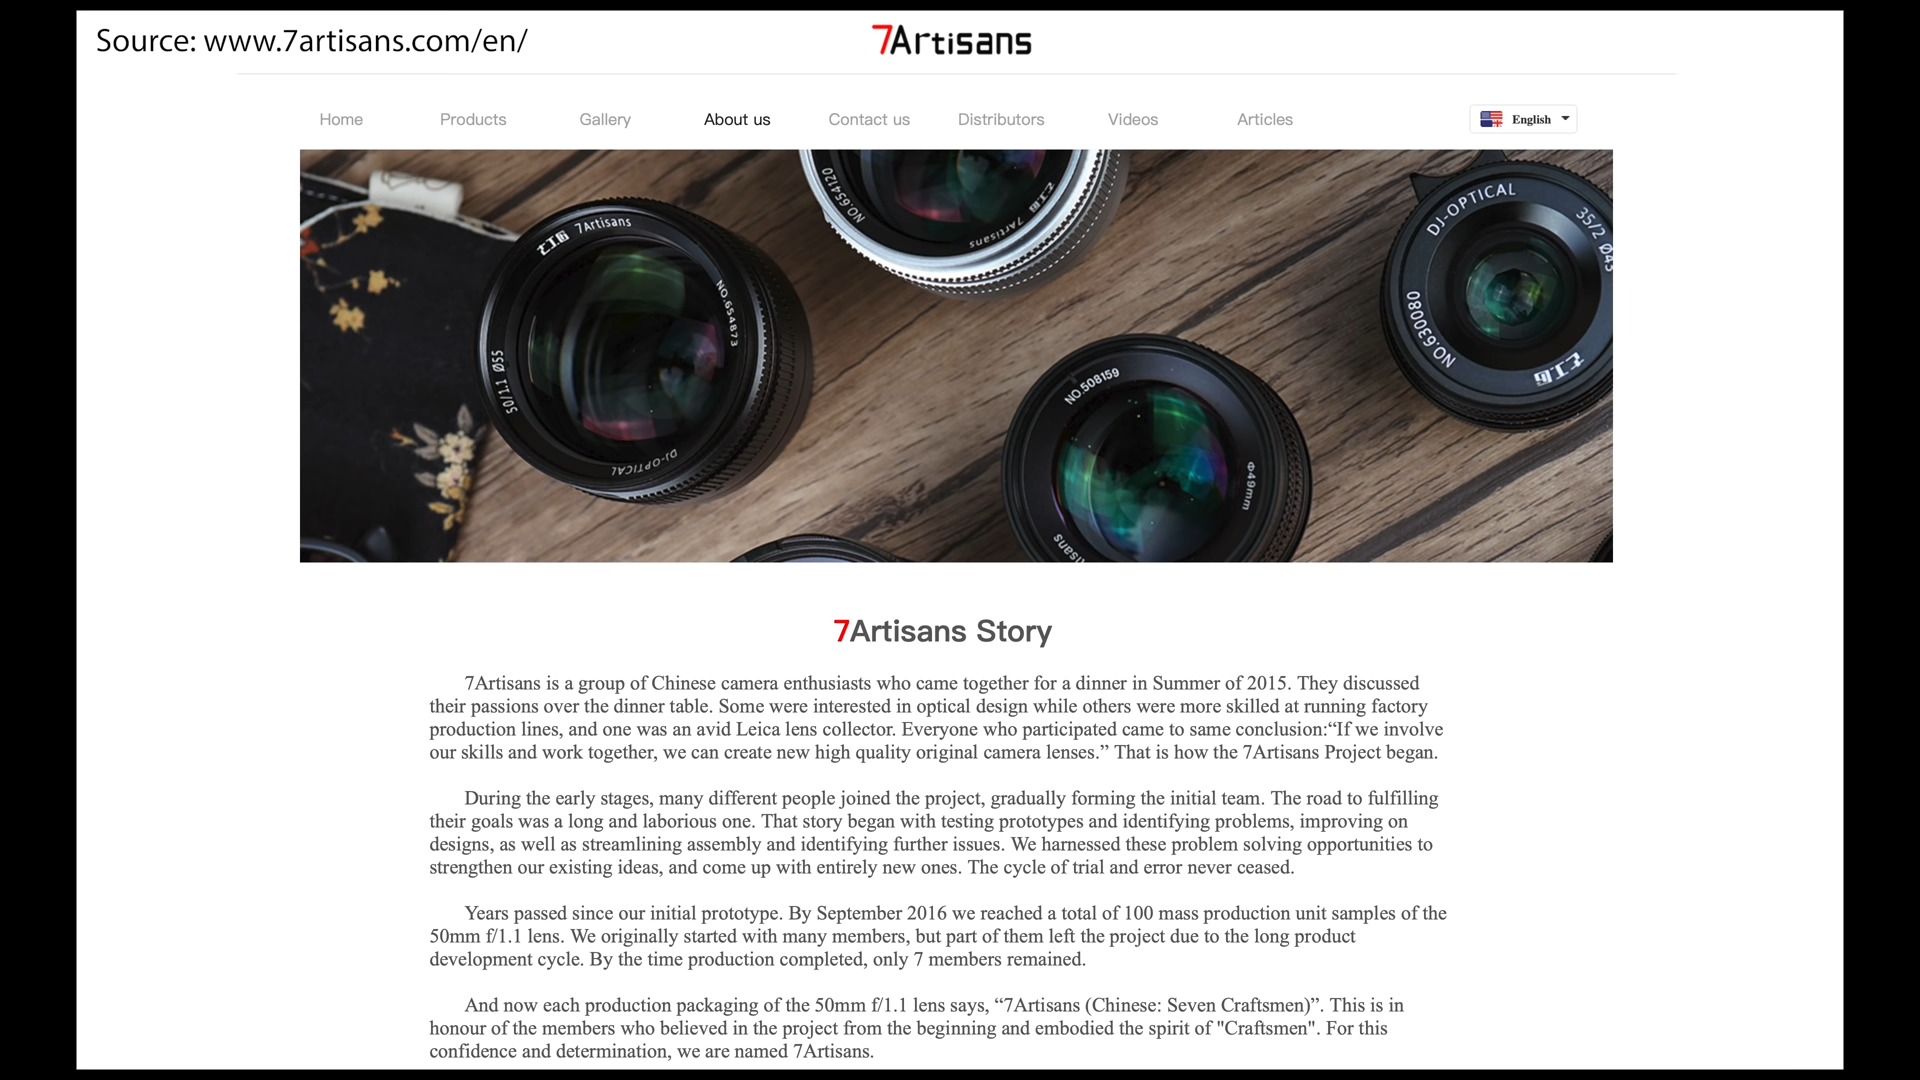 Source: www.7artisans.com/en/
7Artisans
Home Products Gallery About us Contact us Distributors Videos Articles English
七工匠 7Artisans
NO.654873
50/1.1 Ø55
DJ-OPTICAL
NO.654120
七工匠 7Artisans
NO.508159
Φ49mm
DJ-OPTICAL
35/2 Ø43
NO.630080
七工匠
7Artisans Story
7Artisans is a group of Chinese camera enthusiasts who came together for a dinner in Summer of 2015. They discussed
their passions over the dinner table. Some were interested in optical design while others were more skilled at running factory
production lines, and one was an avid Leica lens collector. Everyone who participated came to same conclusion:“If we involve
our skills and work together, we can create new high quality original camera lenses.” That is how the 7Artisans Project began.
During the early stages, many different people joined the project, gradually forming the initial team. The road to fulfilling
their goals was a long and laborious one. That story began with testing prototypes and identifying problems, improving on
designs, as well as streamlining assembly and identifying further issues. We harnessed these problem solving opportunities to
strengthen our existing ideas, and come up with entirely new ones. The cycle of trial and error never ceased.
Years passed since our initial prototype. By September 2016 we reached a total of 100 mass production unit samples of the
50mm f/1.1 lens. We originally started with many members, but part of them left the project due to the long product
development cycle. By the time production completed, only 7 members remained.
And now each production packaging of the 50mm f/1.1 lens says, “7Artisans (Chinese: Seven Craftsmen)”. This is in
honour of the members who believed in the project from the beginning and embodied the spirit of "Craftsmen". For this
confidence and determination, we are named 7Artisans.